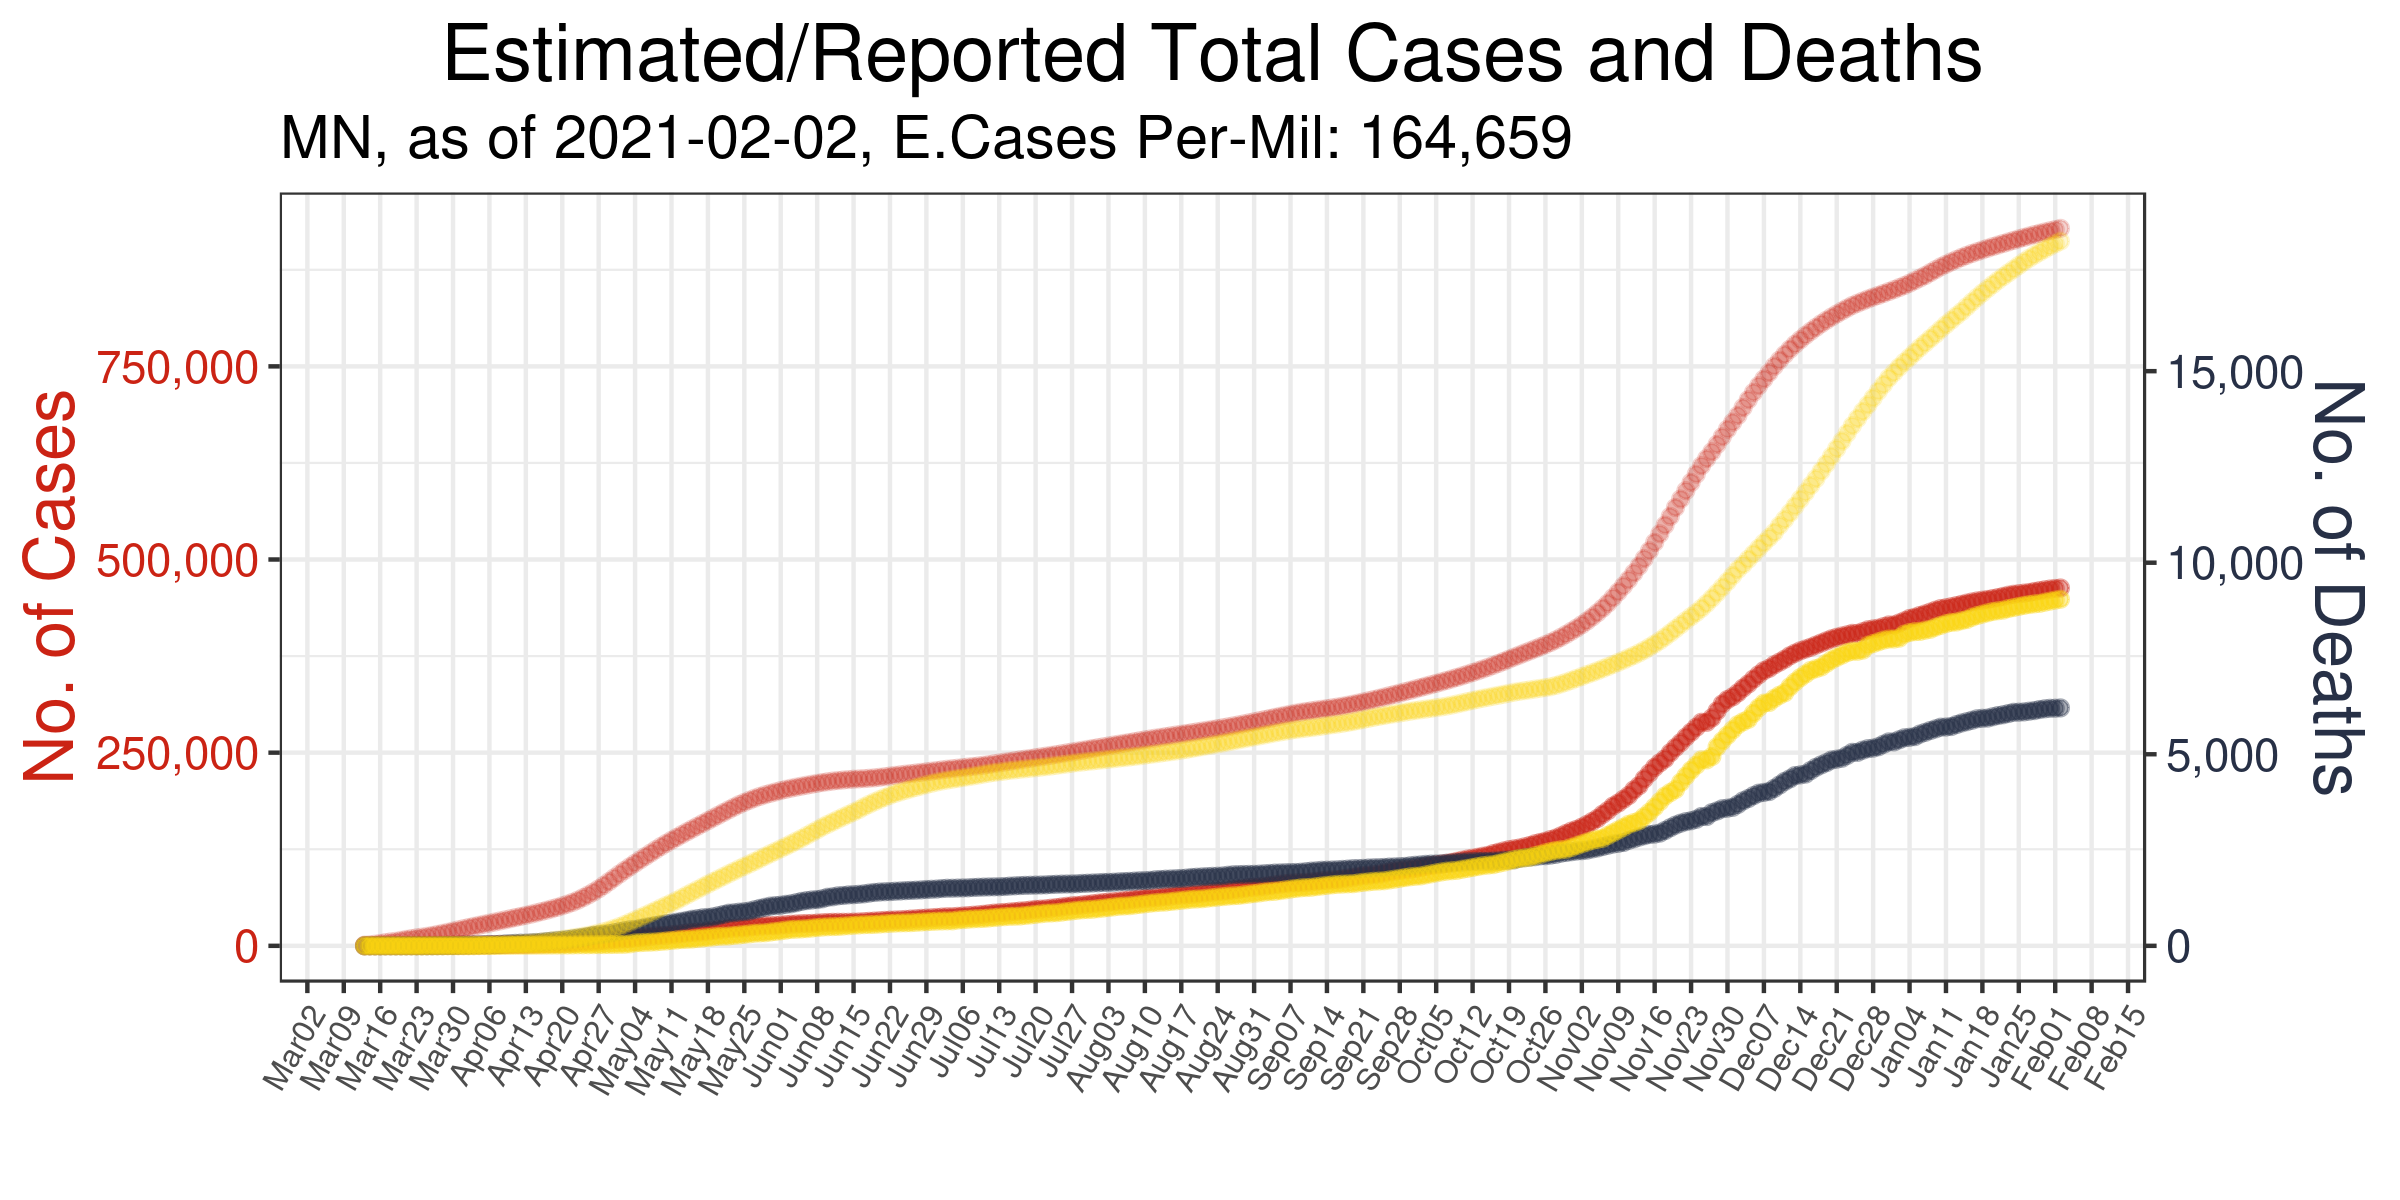 Estimated/Reported Total Cases and Deaths
MN, as of 2021-02-02, E.Cases Per-Mil: 164,659
No. of Cases
750,000
500,000
250,000
0
15,000
10,000
5,000
0
No. of Deaths
Mar02
Mar09
Mar16
Mar23
Mar30
Apr06
Apr13
Apr20
Apr27
May04
May11
May18
May25
Jun01
Jun08
Jun15
Jun22
Jun29
Jul06
Jul13
Jul20
Jul27
Aug03
Aug10
Aug17
Aug24
Aug31
Sep07
Sep14
Sep21
Sep28
Oct05
Oct12
Oct19
Oct26
Nov02
Nov09
Nov16
Nov23
Nov30
Dec07
Dec14
Dec21
Dec28
Jan04
Jan11
Jan18
Jan25
Feb01
Feb08
Feb15